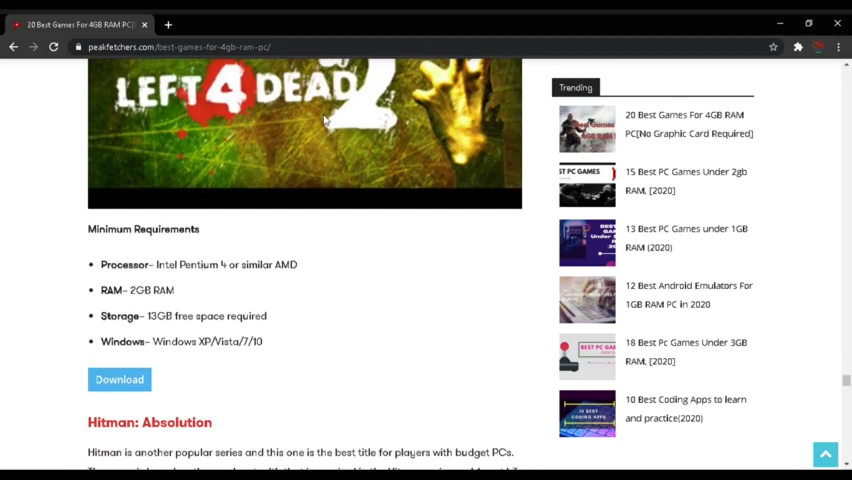 20 Best Games For 4GB RAM PC[
peakfetchers.com/best-games-for-4gb-ram-pc/
LEFT 4 DEAD 2
Minimum Requirements
Processor– Intel Pentium 4 or similar AMD
RAM– 2GB RAM
Storage– 13GB free space required
Windows– Windows XP/Vista/7/10
Download
Hitman: Absolution
Hitman is another popular series and this one is the best title for players with budget PCs.
Trending
20 Best Games For 4GB RAM
PC[No Graphic Card Required]
15 Best PC Games Under 2gb
RAM, [2020]
13 Best PC Games under 1GB
RAM (2020)
12 Best Android Emulators For
1GB RAM PC in 2020
18 Best Pc Games Under 3GB
RAM, [2020]
10 Best Coding Apps to learn
and practice(2020)